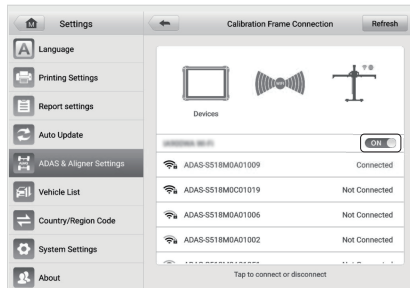 Settings
Calibration Frame Connection
Refresh
Language
Printing Settings
Report settings
Auto Update
ADAS & Aligner Settings
Vehicle List
Country/Region Code
System Settings
About
Devices
ON
ADAS-S518M0A01009
Connected
ADAS-S518M0C01019
Not Connected
ADAS-S518M0A01006
Not Connected
ADAS-S518M0A01002
Not Connected
Tap to connect or disconnect